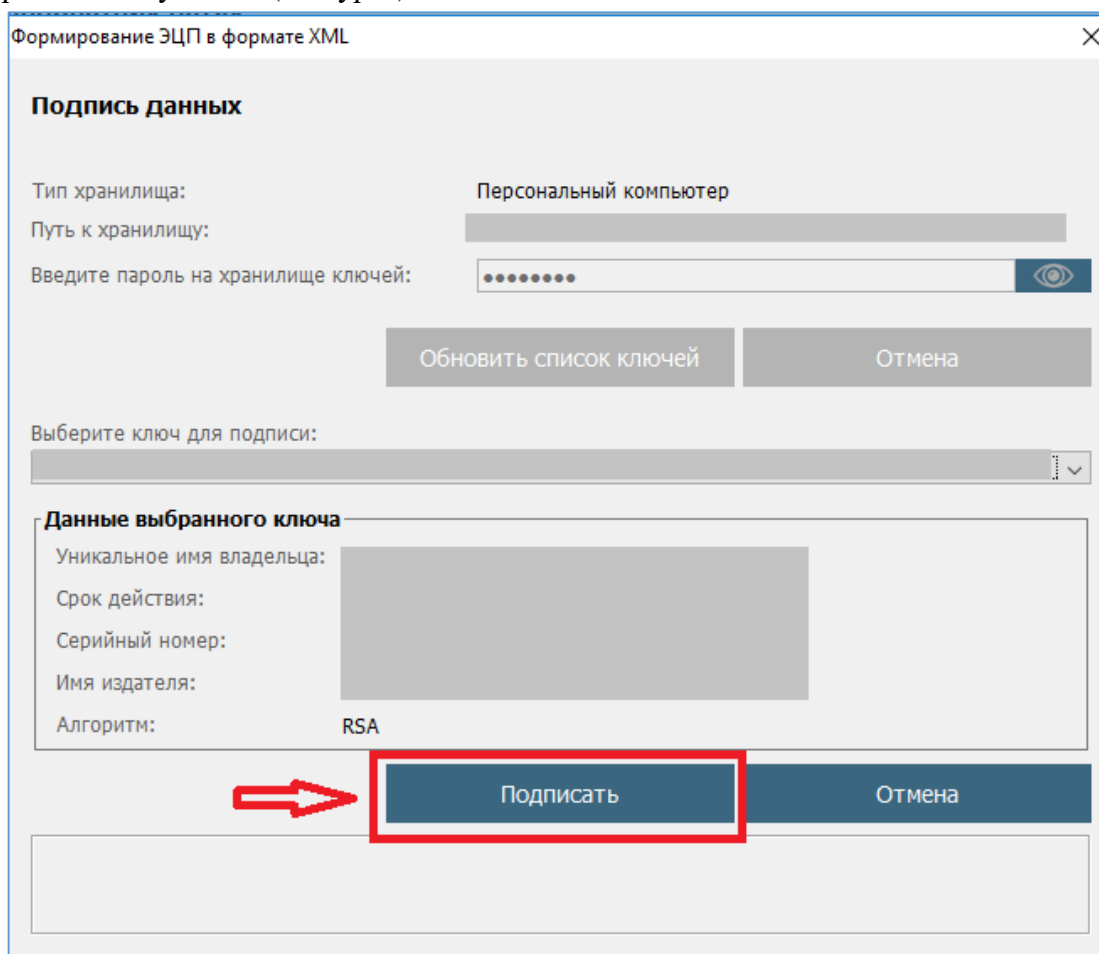 Формирование ЭЦП в формате XML
Подпись данных
Тип хранилища: Персональный компьютер
Путь к хранилищу:
Введите пароль на хранилище ключей: ••••••••
Обновить список ключей Отмена
Выберите ключ для подписи:
Данные выбранного ключа
Уникальное имя владельца:
Срок действия:
Серийный номер:
Имя издателя:
Алгоритм: RSA
Подписать Отмена